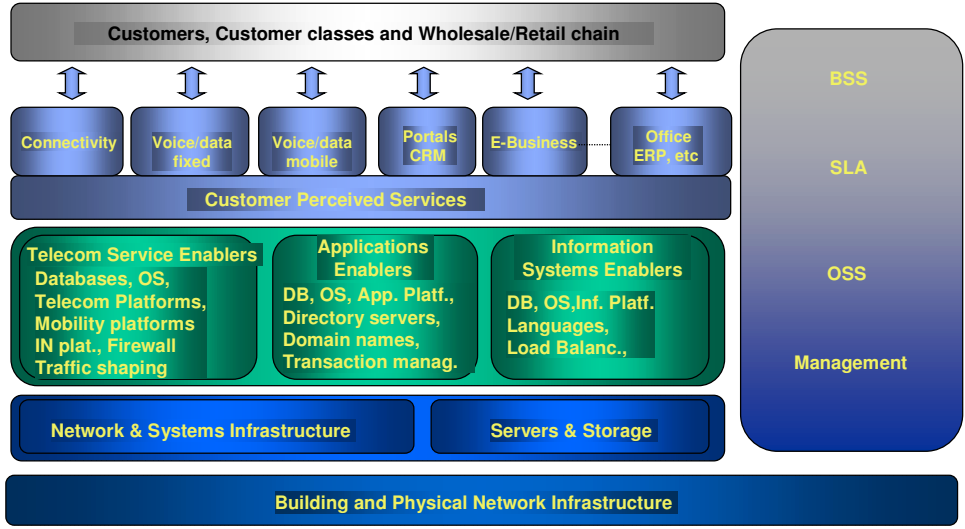 Customers, Customer classes and Wholesale/Retail chain
Connectivity
Voice/data
fixed
Voice/data
mobile
Portals
CRM
E-Business
Office
ERP, etc
Customer Perceived Services
Telecom Service Enablers
Databases, OS,
Telecom Platforms,
Mobility platforms
IN plat., Firewall
Traffic shaping
Applications
Enablers
DB, OS, App. Platf.,
Directory servers,
Domain names,
Transaction manag.
Information
Systems Enablers
DB, OS,Inf. Platf.
Languages,
Load Balanc.,
Network & Systems Infrastructure
Servers & Storage
Building and Physical Network Infrastructure
BSS
SLA
OSS
Management